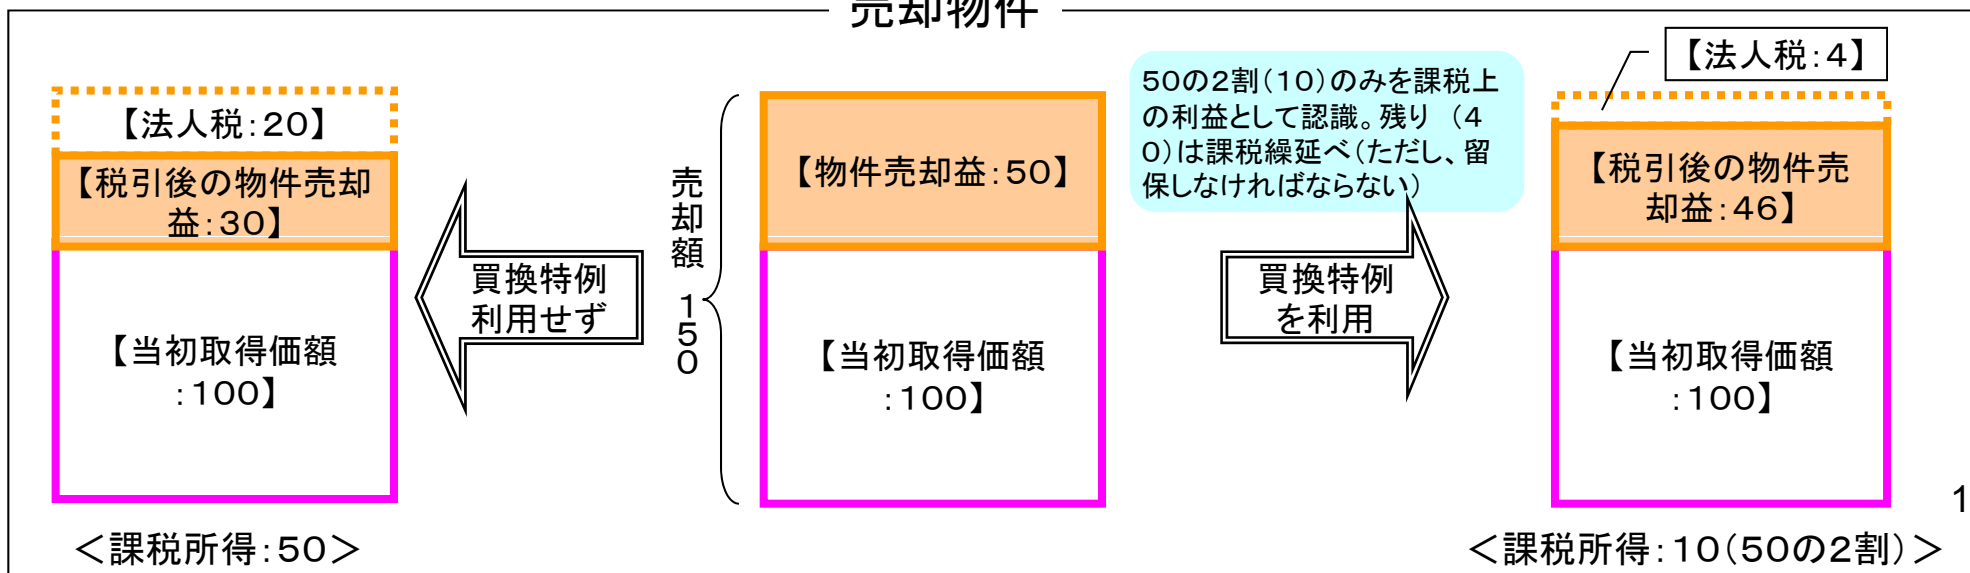 売却物件
【法人税：20】
【税引後の物件売却
益：30】
【当初取得価額
：100】
＜課税所得：50＞
買換特例
利用せず
売却額　150
【物件売却益：50】
【当初取得価額
：100】
50の2割（10）のみを課税上
の利益として認識。残り　（4
0）は課税繰延べ（ただし、留
保しなければならない）
買換特例
を利用
【法人税：4】
【税引後の物件売
却益：46】
【当初取得価額
：100】
＜課税所得：10（50の2割）＞
1